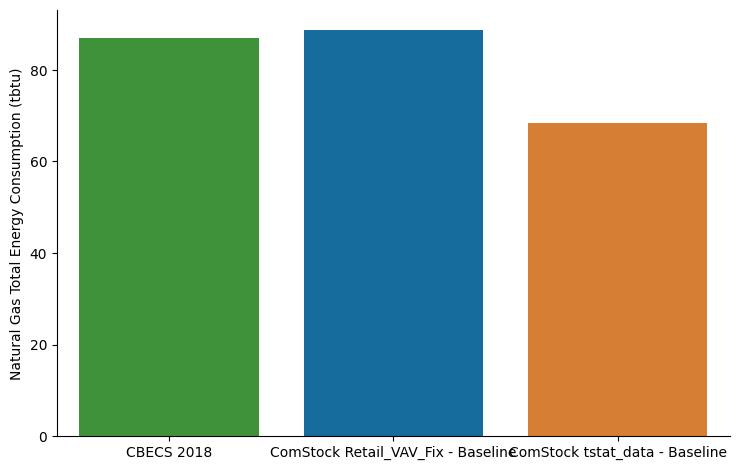 Natural Gas Total Energy Consumption (tbtu)
80
60
40
20
0
CBECS 2018
ComStock Retail_VAV_Fix - Baseline
ComStock tstat_data - Baseline